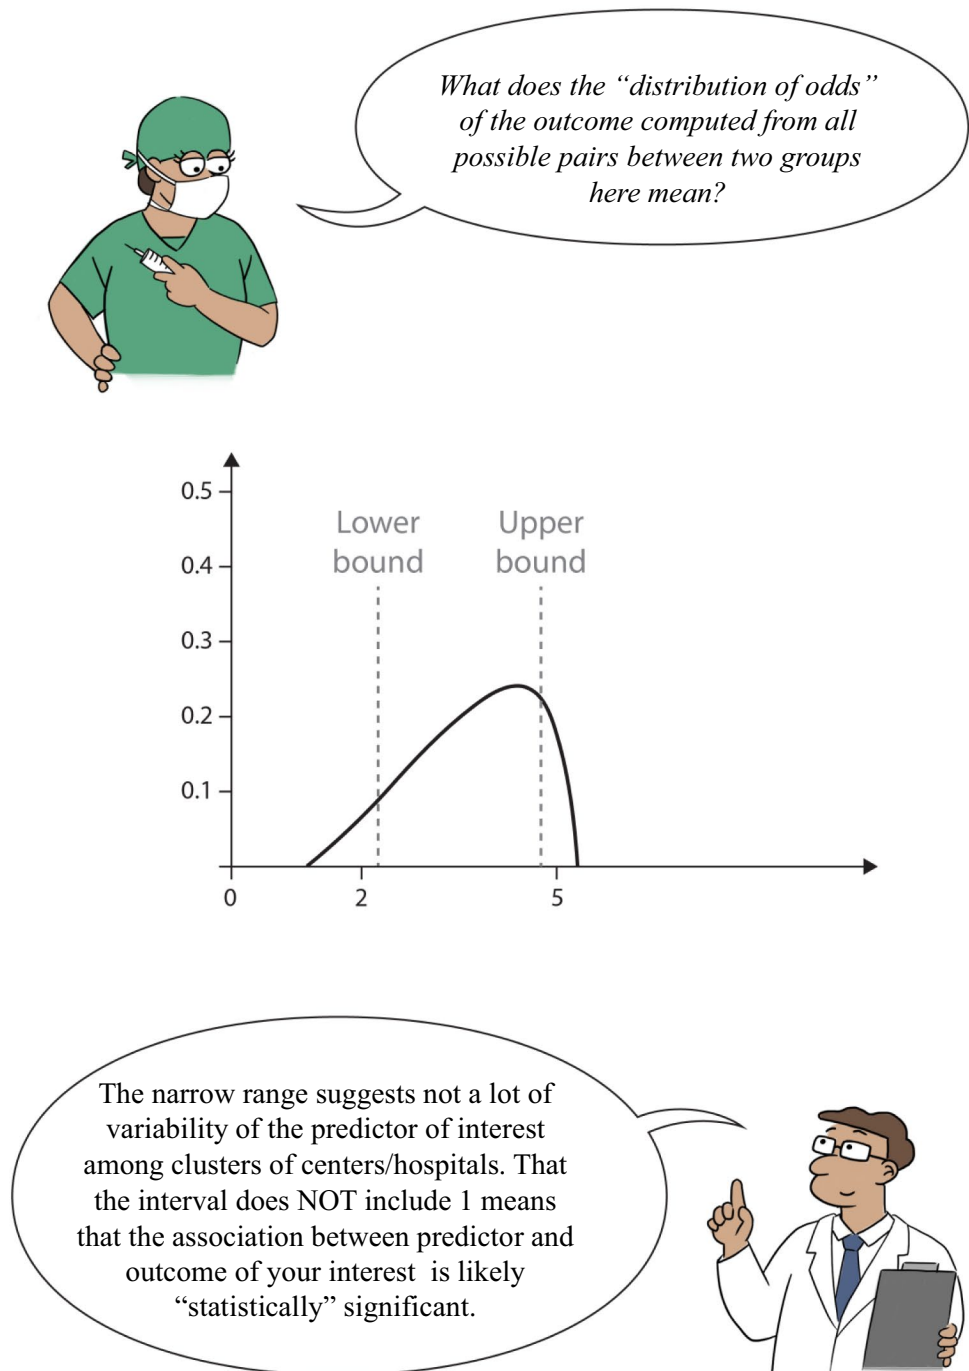 What does the “distribution of odds”
of the outcome computed from all
possible pairs between two groups
here mean?
0.5
Lower
bound
Upper
bound
0.4
0.3
0.2
0.1
0
2
5
The narrow range suggests not a lot of
variability of the predictor of interest
among clusters of centers/hospitals. That
the interval does NOT include 1 means
that the association between predictor and
outcome of your interest is likely
“statistically” significant.